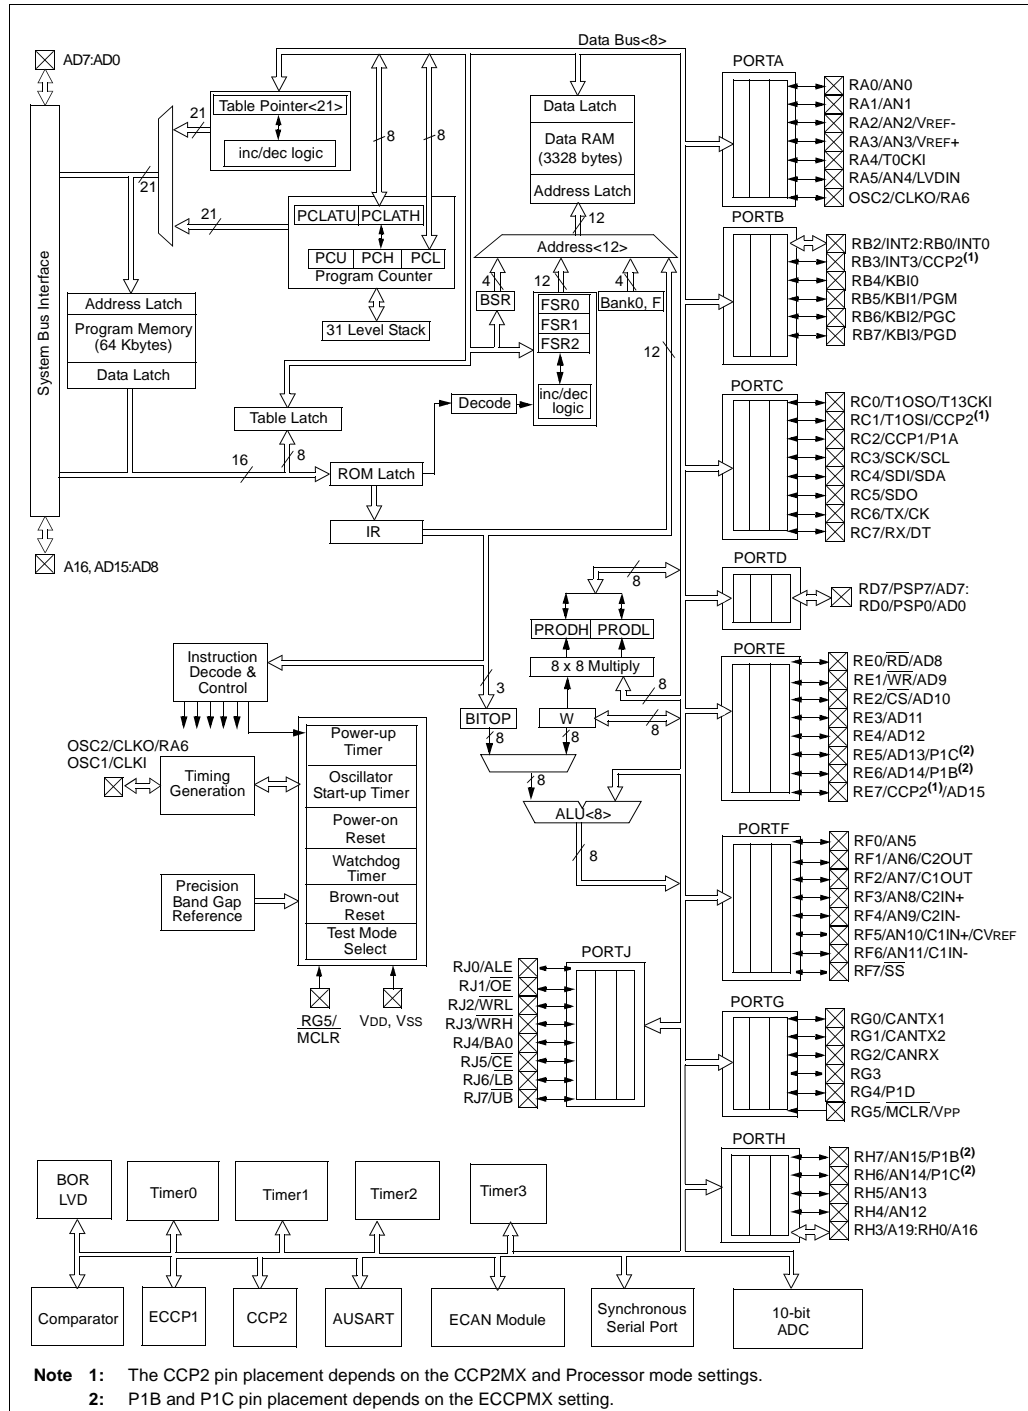 Data Bus<8>
AD7:AD0
21
Table Pointer<21>
inc/dec logic
21
8
8
21
PCLATU PCLATH
PCU PCH PCL
Program Counter
31 Level Stack
System Bus Interface
Address Latch
Program Memory
(64 Kbytes)
Data Latch
Data Latch
Data RAM
(3328 bytes)
Address Latch
12
Address<12>
4
12
4
BSR
FSR0
FSR1
FSR2
Bank0, F
12
inc/dec
logic
Decode
Table Latch
16
8
ROM Latch
IR
A16, AD15:AD8
8
PRODH PRODL
8 x 8 Multiply
8
3
BITOP
W
8
8
8
8
ALU<8>
8
Instruction
Decode &
Control
OSC2/CLKO/RA6
OSC1/CLKI
Timing
Generation
Power-up
Timer
Oscillator
Start-up Timer
Power-on
Reset
Watchdog
Timer
Brown-out
Reset
Test Mode
Select
Precision
Band Gap
Reference
RG5/
MCLR
VDD, VSS
PORTA
RA0/AN0
RA1/AN1
RA2/AN2/VREF-
RA3/AN3/VREF+
RA4/T0CKI
RA5/AN4/LVDIN
OSC2/CLKO/RA6
PORTB
RB2/INT2:RB0/INT0
RB3/INT3/CCP2(1)
RB4/KBI0
RB5/KBI1/PGM
RB6/KBI2/PGC
RB7/KBI3/PGD
PORTC
RC0/T1OSO/T13CKI
RC1/T1OSI/CCP2(1)
RC2/CCP1/P1A
RC3/SCK/SCL
RC4/SDI/SDA
RC5/SDO
RC6/TX/CK
RC7/RX/DT
PORTD
RD7/PSP7/AD7:
RD0/PSP0/AD0
PORTE
RE0/RD/AD8
RE1/WR/AD9
RE2/CS/AD10
RE3/AD11
RE4/AD12
RE5/AD13/P1C(2)
RE6/AD14/P1B(2)
RE7/CCP2(1)/AD15
PORTF
RF0/AN5
RF1/AN6/C2OUT
RF2/AN7/C1OUT
RF3/AN8/C2IN+
RF4/AN9/C2IN-
RF5/AN10/C1IN+/CVREF
RF6/AN11/C1IN-
RF7/SS
PORTJ
RJ0/ALE
RJ1/OE
RJ2/WRL
RJ3/WRH
RJ4/BA0
RJ5/CE
RJ6/LB
RJ7/UB
PORTG
RG0/CANTX1
RG1/CANTX2
RG2/CANRX
RG3
RG4/P1D
RG5/MCLR/VPP
PORTH
RH7/AN15/P1B(2)
RH6/AN14/P1C(2)
RH5/AN13
RH4/AN12
RH3/A19:RH0/A16
BOR
LVD
Timer0
Timer1
Timer2
Timer3
Comparator
ECCP1
CCP2
AUSART
ECAN Module
Synchronous
Serial Port
10-bit
ADC
Note 1: The CCP2 pin placement depends on the CCP2MX and Processor mode settings.
2: P1B and P1C pin placement depends on the ECCPMX setting.